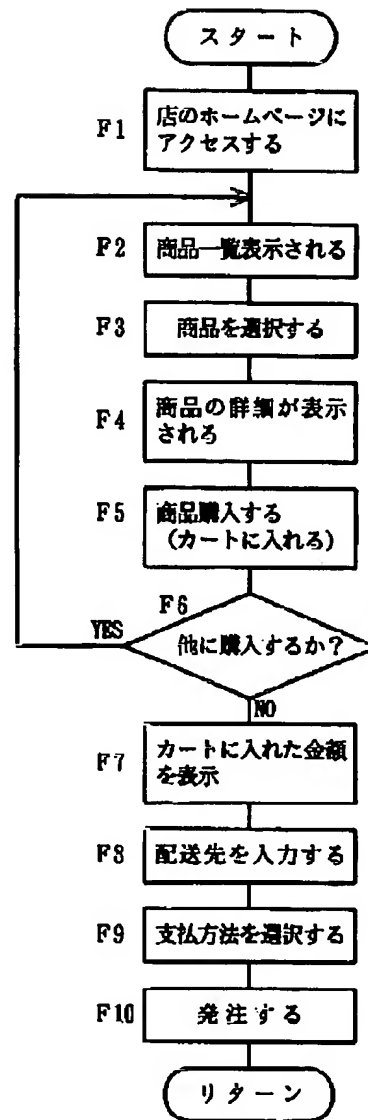 スタート
F1
店のホームページに
アクセスする
F2
商品一覧表示される
F3
商品を選択する
F4
商品の詳細が表示
される
F5
商品購入する
(カートに入れる)
F6
YES
他に購入するか?
NO
F7
カートに入れた金額
を表示
F8
配送先を入力する
F9
支払方法を選択する
F10
発注する
リターン